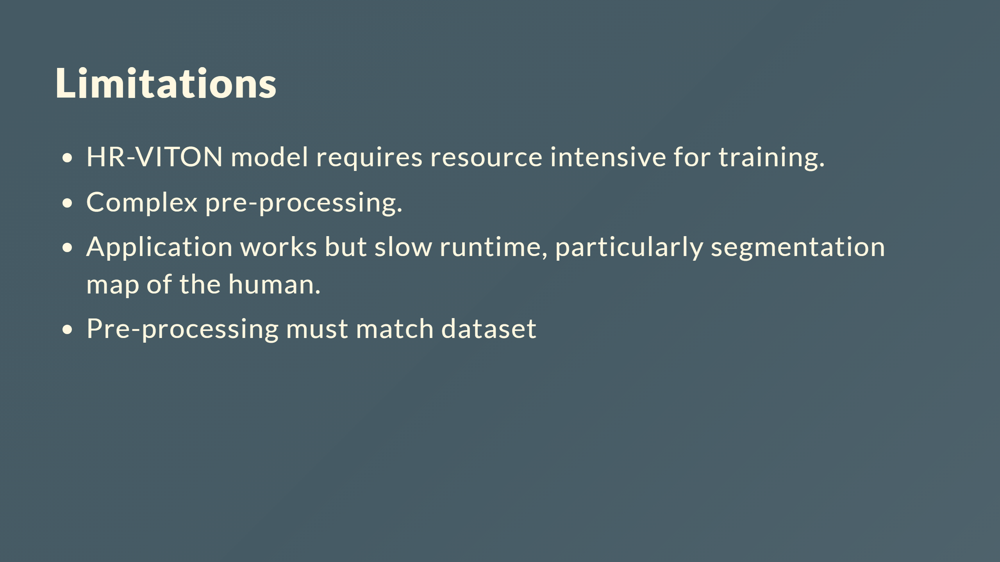 Limitations
• HR-VITON model requires resource intensive for training.
• Complex pre-processing.
• Application works but slow runtime, particularly segmentation
map of the human.
• Pre-processing must match dataset